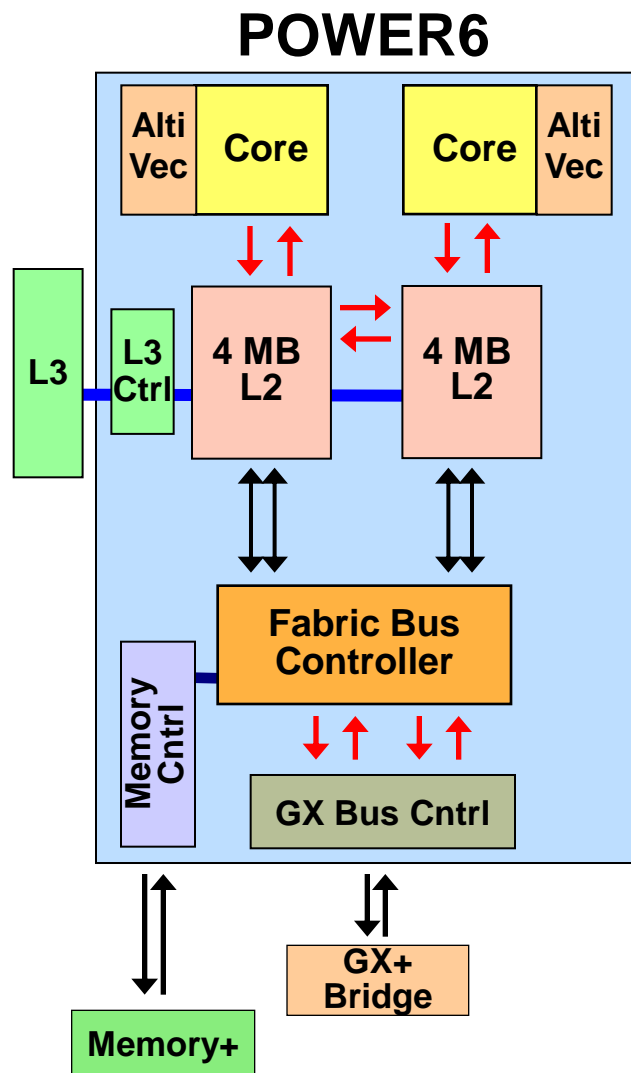 POWER6
Alti
Vec
Core
Core
Alti
Vec
L3
L3
Ctrl
4 MB
L2
4 MB
L2
Fabric Bus
Controller
Memory
Cntrl
GX Bus Cntrl
GX+
Bridge
Memory+